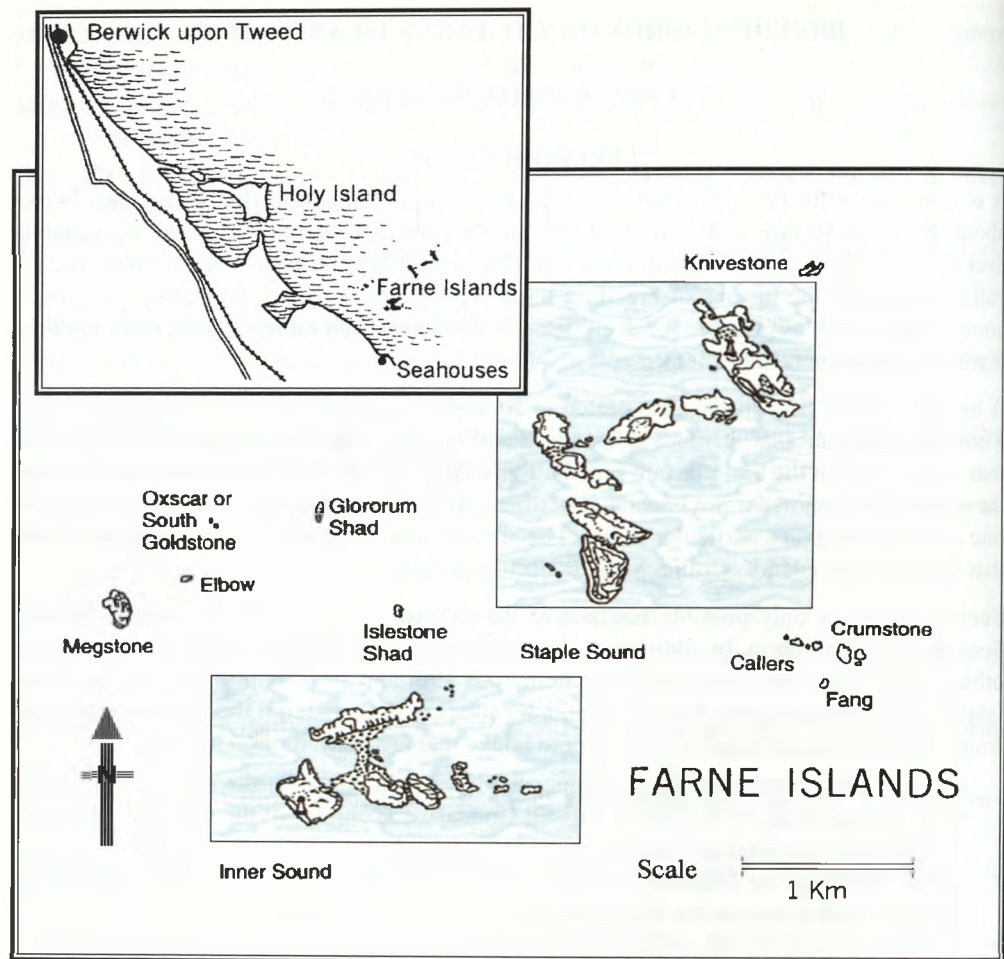 Berwick upon Tweed
Holy Island
Farne Islands
Seahouses
Knivestone
Oxscar or
South
Goldstone
Glororum
Shad
Elbow
Megstone
Islestone
Shad
Staple Sound
Callers
Crumstone
Fang
N
FARNE ISLANDS
Inner Sound
Scale
1 Km